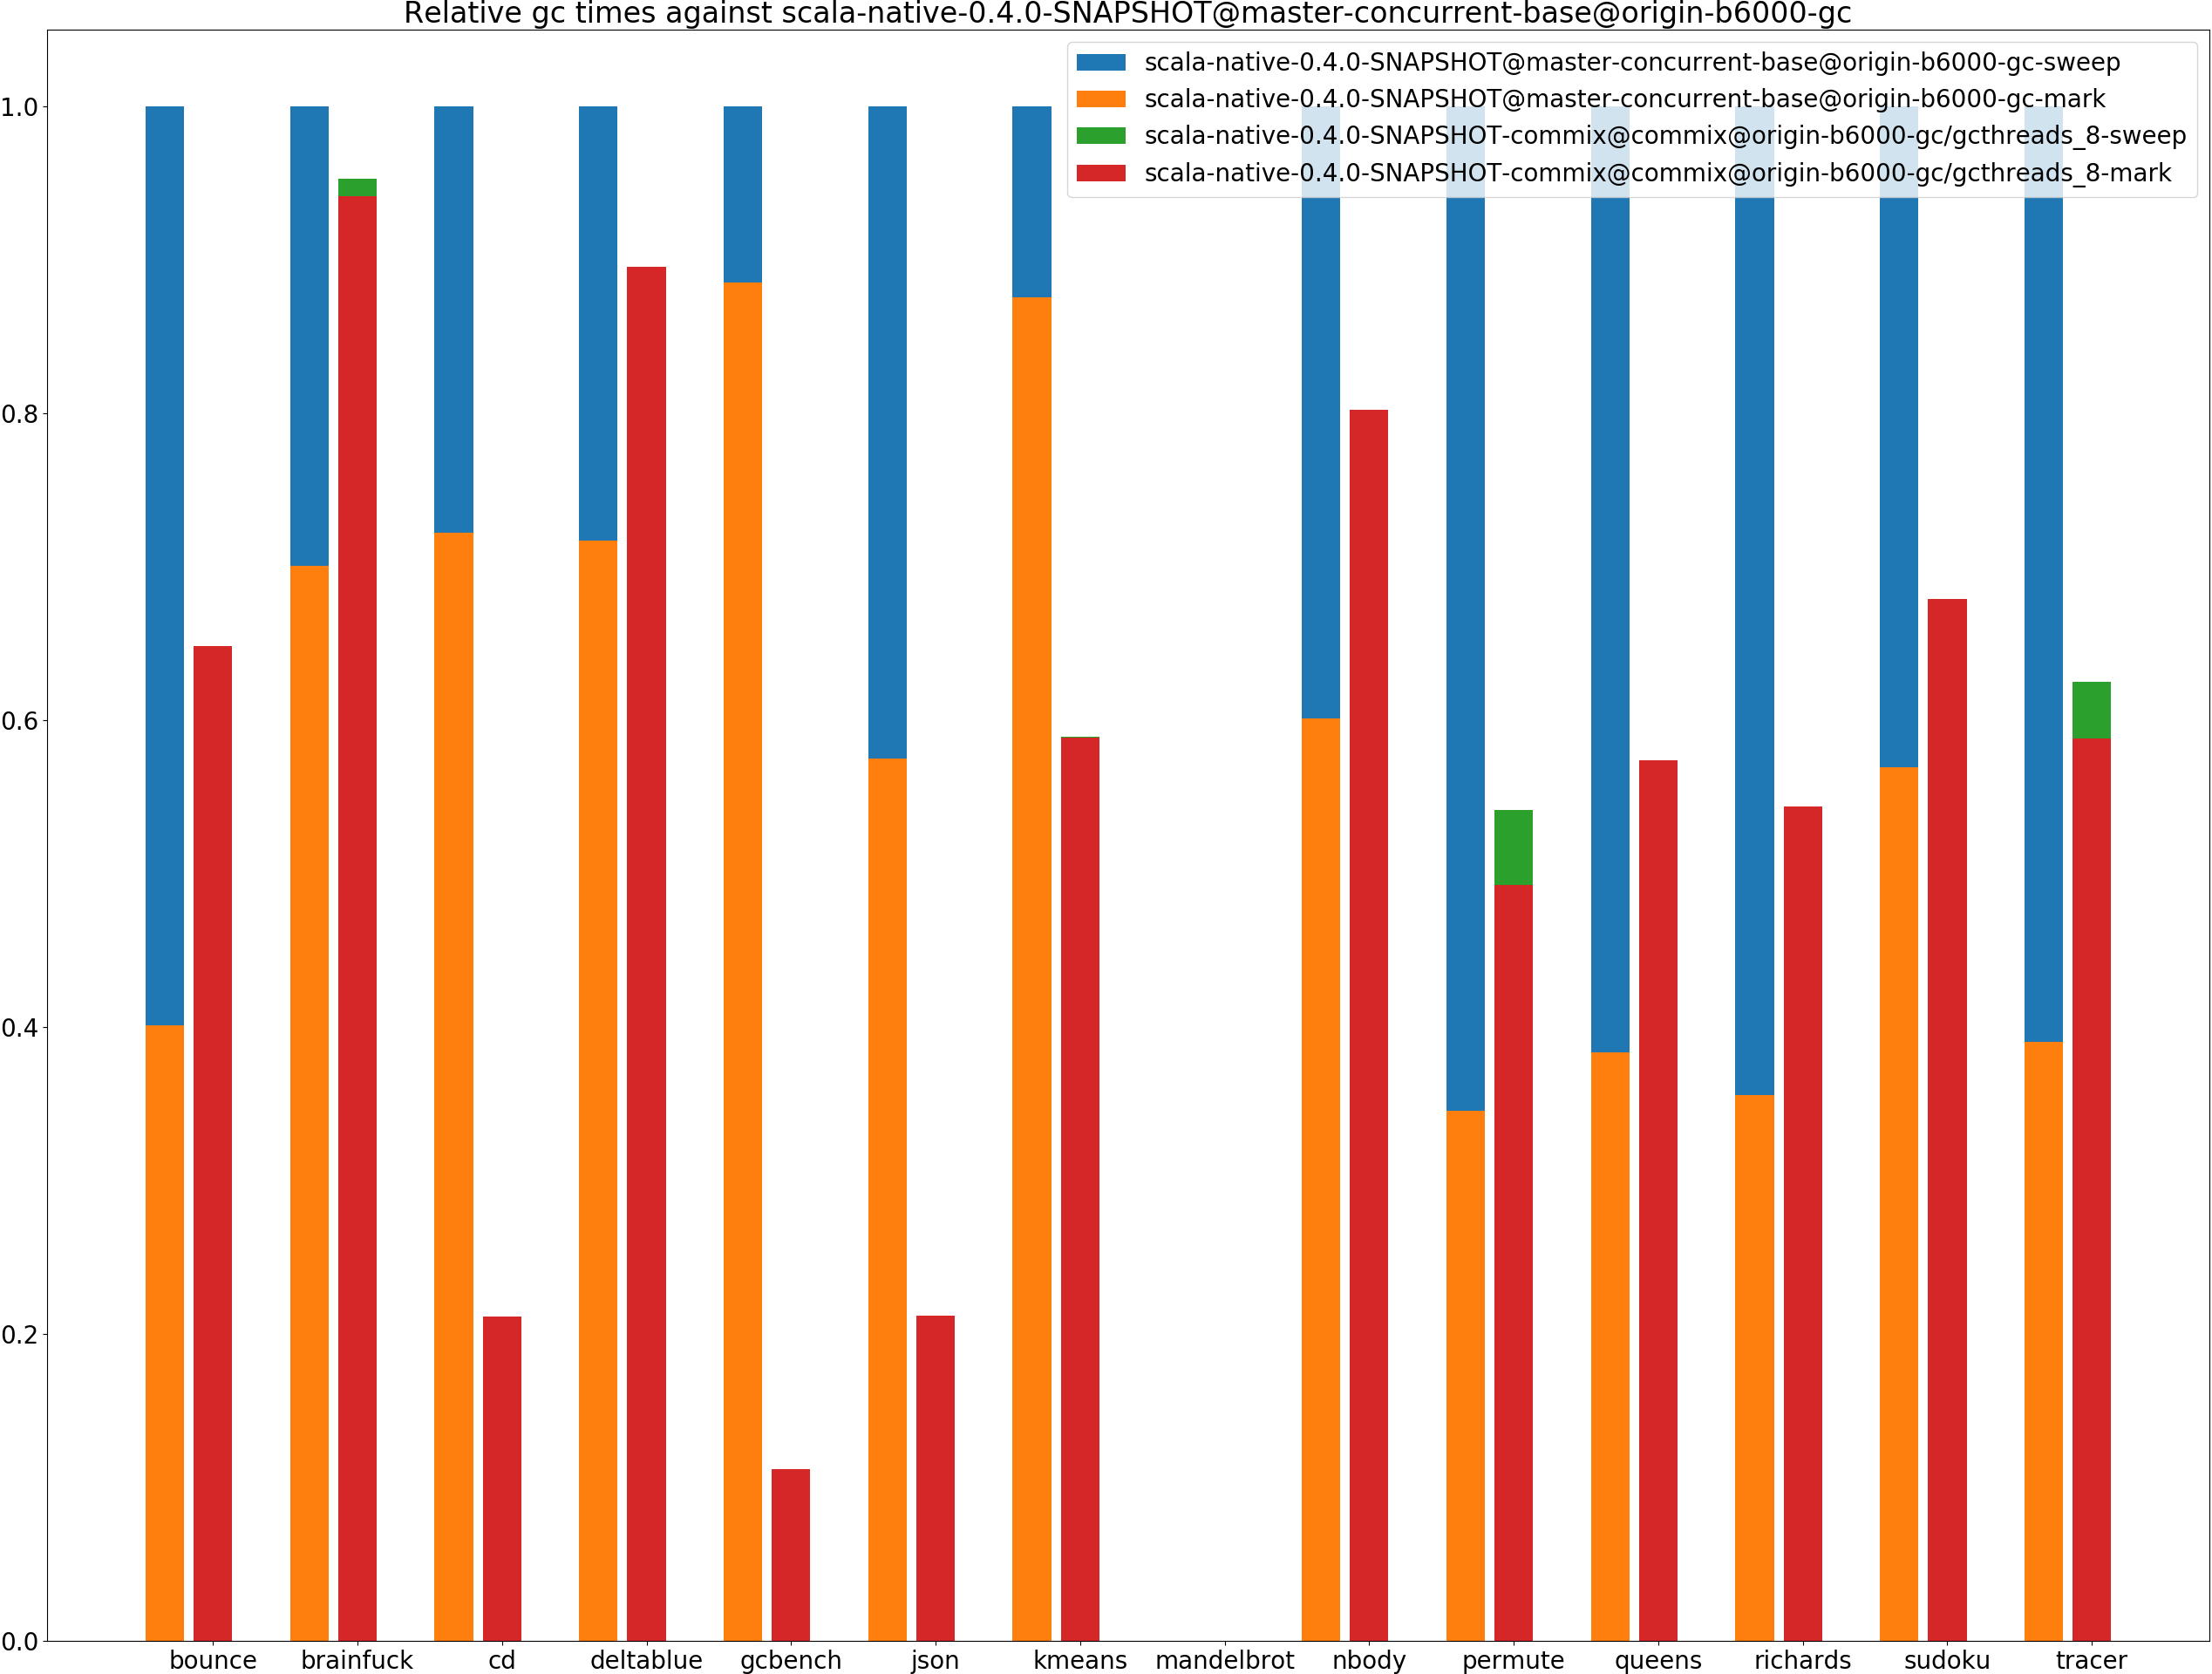 Relative gc times against scala-native-0.4.0-SNAPSHOT@master-concurrent-base@origin-b6000-gc
scala-native-0.4.0-SNAPSHOT@master-concurrent-base@origin-b6000-gc-sweep
scala-native-0.4.0-SNAPSHOT@master-concurrent-base@origin-b6000-gc-mark
scala-native-0.4.0-SNAPSHOT-commix@commix@origin-b6000-gc/gcthreads_8-sweep
scala-native-0.4.0-SNAPSHOT-commix@commix@origin-b6000-gc/gcthreads_8-mark
1.0
0.8
0.6
0.4
0.2
0.0
bounce brainfuck cd deltablue gcbench json kmeans mandelbrot nbody permute queens richards sudoku tracer